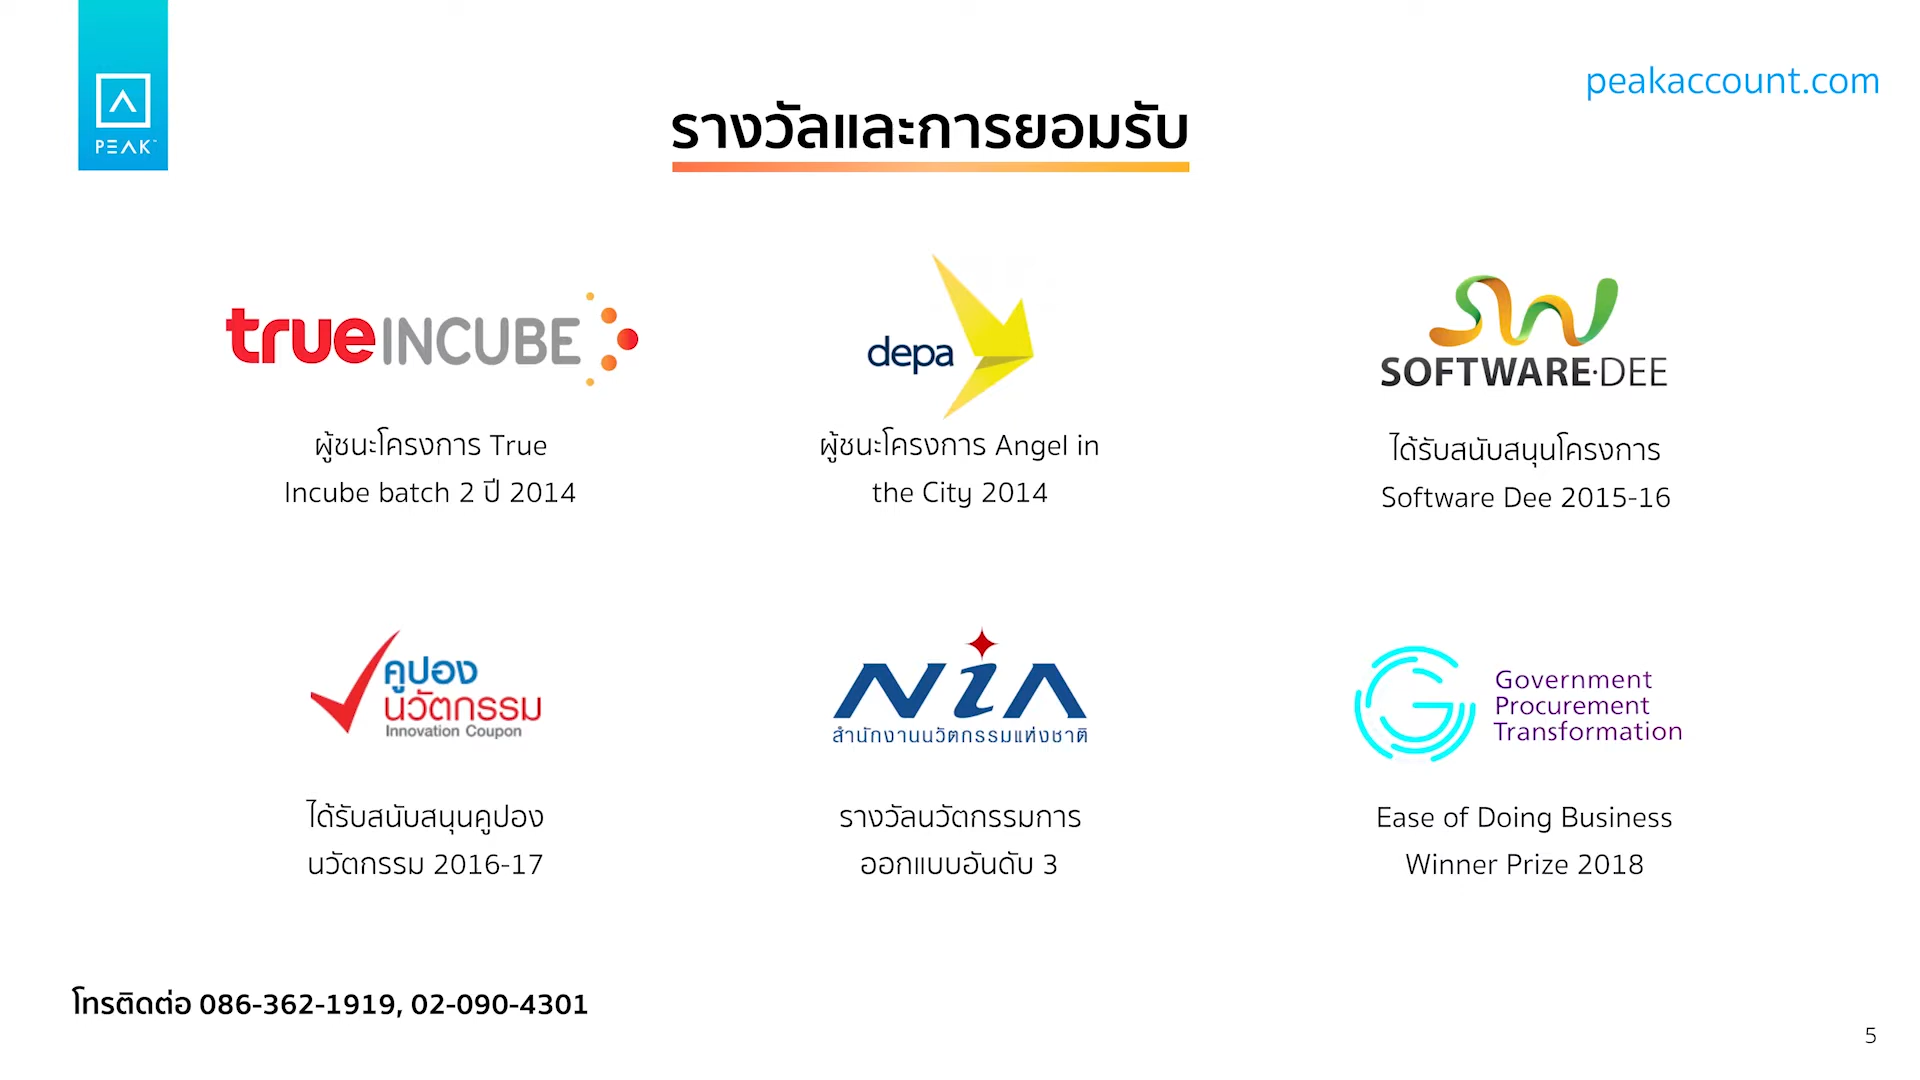 PEAK
peakaccount.com
รางวัลและการยอมรับ
true INCUBE
ผู้ชนะโครงการ True
Incube batch 2 ปี 2014
depa
ผู้ชนะโครงการ Angel in
the City 2014
SOFTWARE·DEE
ได้รับสนับสนุนโครงการ
Software Dee 2015-16
คูปอง
นวัตกรรม
Innovation Coupon
ได้รับสนับสนุนคูปอง
นวัตกรรม 2016-17
NiA
สำนักงานนวัตกรรมแห่งชาติ
รางวัลนวัตกรรมการ
ออกแบบอันดับ 3
Government
Procurement
Transformation
Ease of Doing Business
Winner Prize 2018
โทรติดต่อ 086-362-1919, 02-090-4301
5